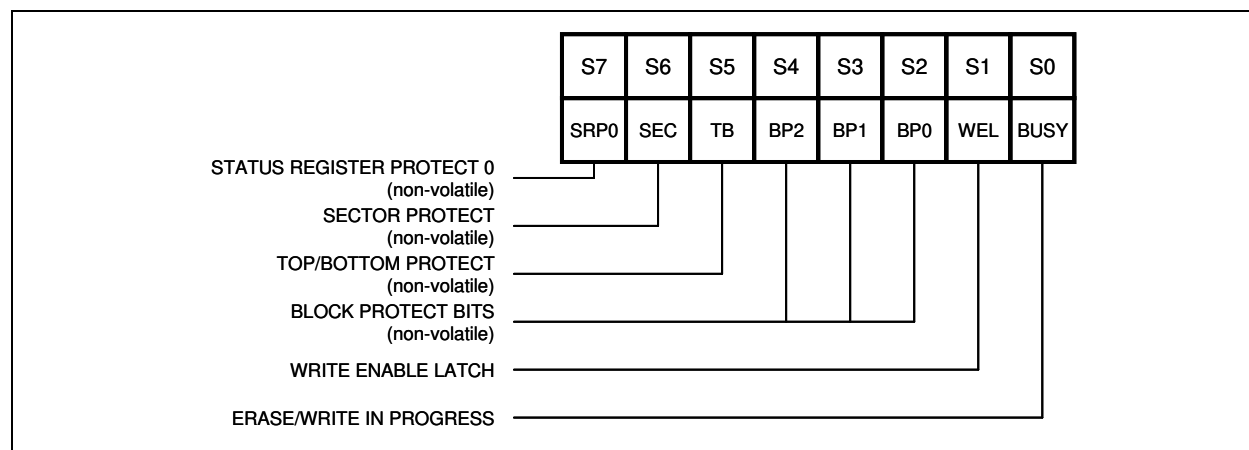 S7 S6 S5 S4 S3 S2 S1 S0
SRP0 SEC TB BP2 BP1 BP0 WEL BUSY
STATUS REGISTER PROTECT 0
(non-volatile)
SECTOR PROTECT
(non-volatile)
TOP/BOTTOM PROTECT
(non-volatile)
BLOCK PROTECT BITS
(non-volatile)
WRITE ENABLE LATCH
ERASE/WRITE IN PROGRESS